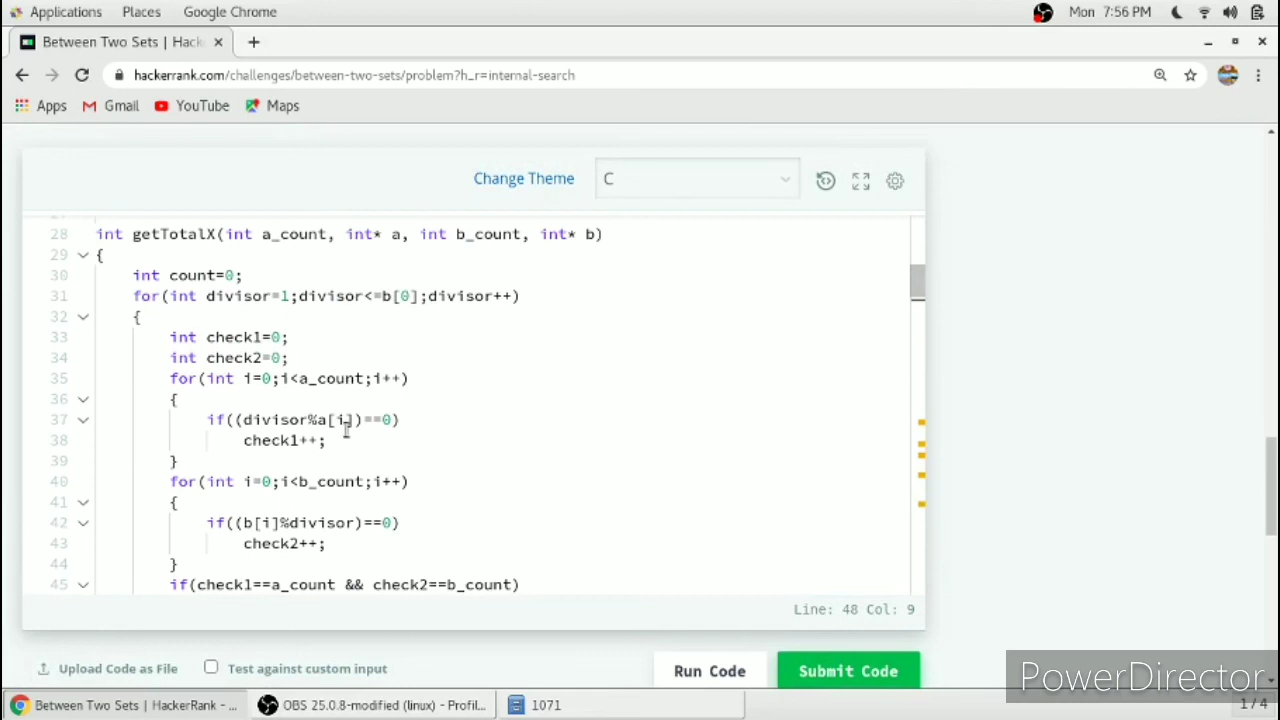 Applications Places Google Chrome Mon 7:56 PM
Between Two Sets | Hack
hackerrank.com/challenges/between-two-sets/problem?h_r=internal-search
Apps Gmail YouTube Maps
Change Theme C
28 int getTotalX(int a_count, int* a, int b_count, int* b)
29 {
30 int count=0;
31 for(int divisor=1;divisor<=b[0];divisor++)
32 {
33 int check1=0;
34 int check2=0;
35 for(int i=0;i<a_count;i++)
36 {
37 if((divisor%a[i])==0)
38 check1++;
39 }
40 for(int i=0;i<b_count;i++)
41 {
42 if((b[i]%divisor)==0)
43 check2++;
44 }
45 if(check1==a_count && check2==b_count)
Line: 48 Col: 9
Upload Code as File Test against custom input Run Code Submit Code
PowerDirector
Between Two Sets | HackerRank - ... OBS 25.0.8-modified (linux) - Profil... 1071 1 / 4